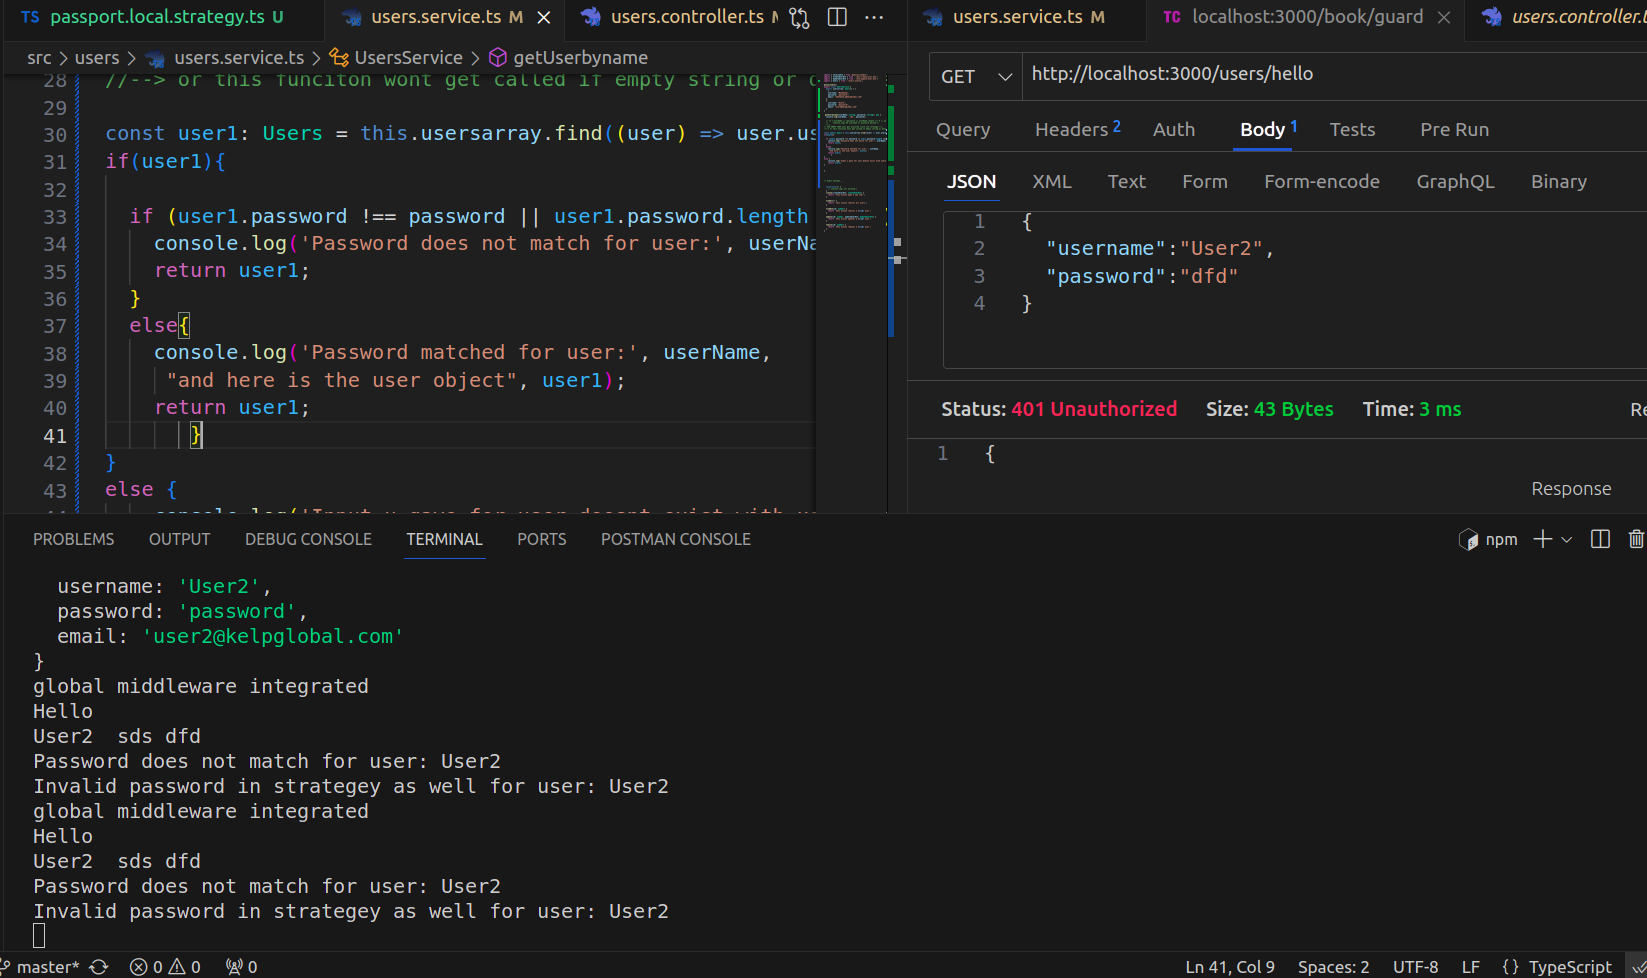 TS passport.local.strategy.ts U
users.service.ts M
users.controller.ts
src > users > users.service.ts > UsersService > getUserbyname
28 //--> or this funciton wont get called if empty string or
29
30 const user1: Users = this.usersarray.find((user) => user.us
31 if(user1){
32
33 if (user1.password !== password || user1.password.length
34 console.log('Password does not match for user:', userNa
35 return user1;
36 }
37 else{
38 console.log('Password matched for user:', userName,
39 "and here is the user object", user1);
40 return user1;
41 }
42 }
43 else {
users.service.ts M
TC localhost:3000/book/guard
users.controller.t
GET http://localhost:3000/users/hello
Query Headers 2 Auth Body 1 Tests Pre Run
JSON XML Text Form Form-encode GraphQL Binary
1 {
2 "username":"User2",
3 "password":"dfd"
4 }
Status: 401 Unauthorized Size: 43 Bytes Time: 3 ms Re
1 {
Response
PROBLEMS OUTPUT DEBUG CONSOLE TERMINAL PORTS POSTMAN CONSOLE
npm
username: 'User2',
password: 'password',
email: 'user2@kelpglobal.com'
}
global middleware integrated
Hello
User2 sds dfd
Password does not match for user: User2
Invalid password in strategey as well for user: User2
global middleware integrated
Hello
User2 sds dfd
Password does not match for user: User2
Invalid password in strategey as well for user: User2
master* 0 0 0
Ln 41, Col 9 Spaces: 2 UTF-8 LF {} TypeScript